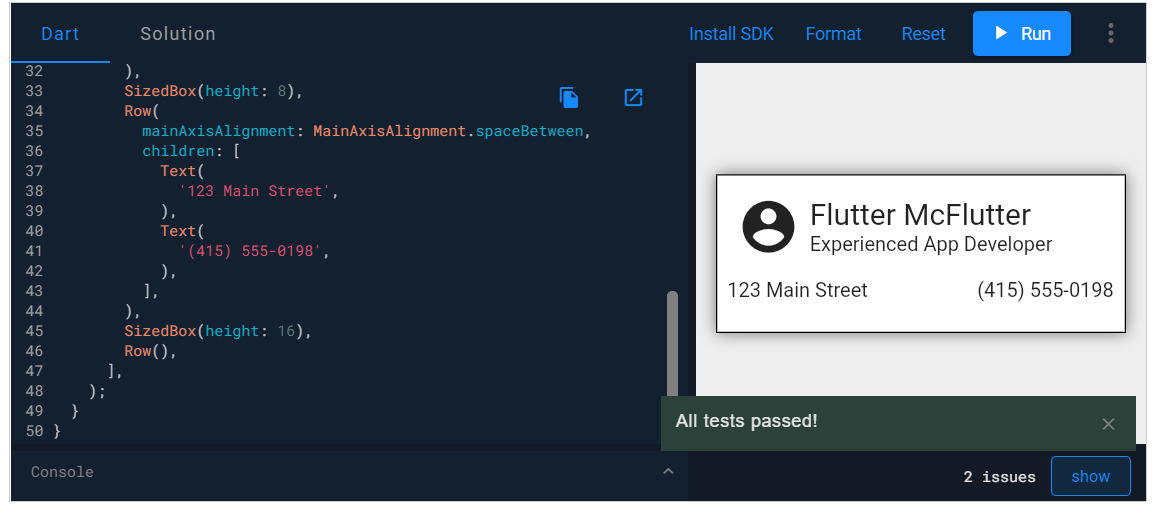 Dart Solution Install SDK Format Reset Run
32 ),
33 SizedBox(height: 8),
34 Row(
35 mainAxisAlignment: MainAxisAlignment.spaceBetween,
36 children: [
37 Text(
38 '123 Main Street',
39 ),
40 Text(
41 '(415) 555-0198',
42 ),
43 ],
44 ),
45 SizedBox(height: 16),
46 Row(),
47 ],
48 );
49 }
50 }
Flutter McFlutter
Experienced App Developer
123 Main Street (415) 555-0198
All tests passed!
Console
2 issues show